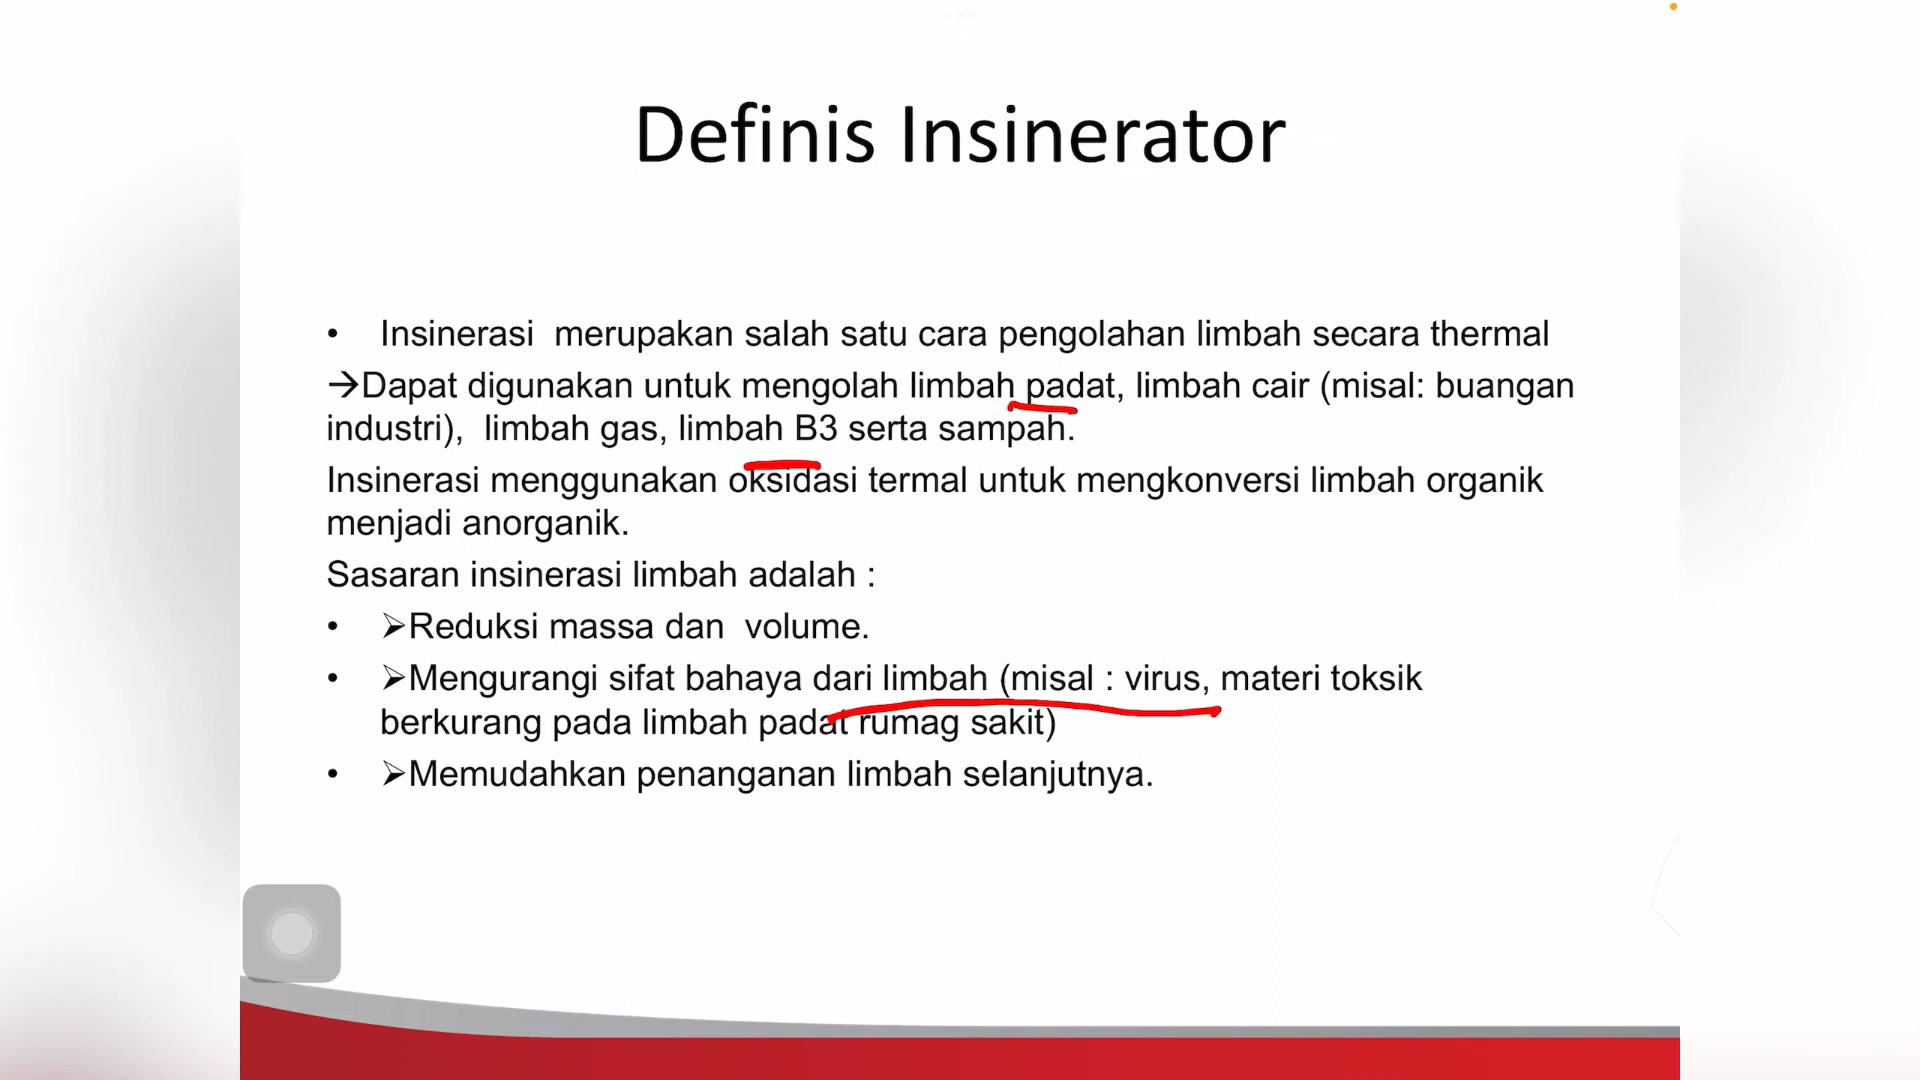 Definis Insinerator
• Insinerasi  merupakan salah satu cara pengolahan limbah secara thermal
→Dapat digunakan untuk mengolah limbah padat, limbah cair (misal: buangan
industri),  limbah gas, limbah B3 serta sampah.
Insinerasi menggunakan oksidasi termal untuk mengkonversi limbah organik
menjadi anorganik.
Sasaran insinerasi limbah adalah :
• ➢Reduksi massa dan  volume.
• ➢Mengurangi sifat bahaya dari limbah (misal : virus, materi toksik
berkurang pada limbah padat rumag sakit)
• ➢Memudahkan penanganan limbah selanjutnya.